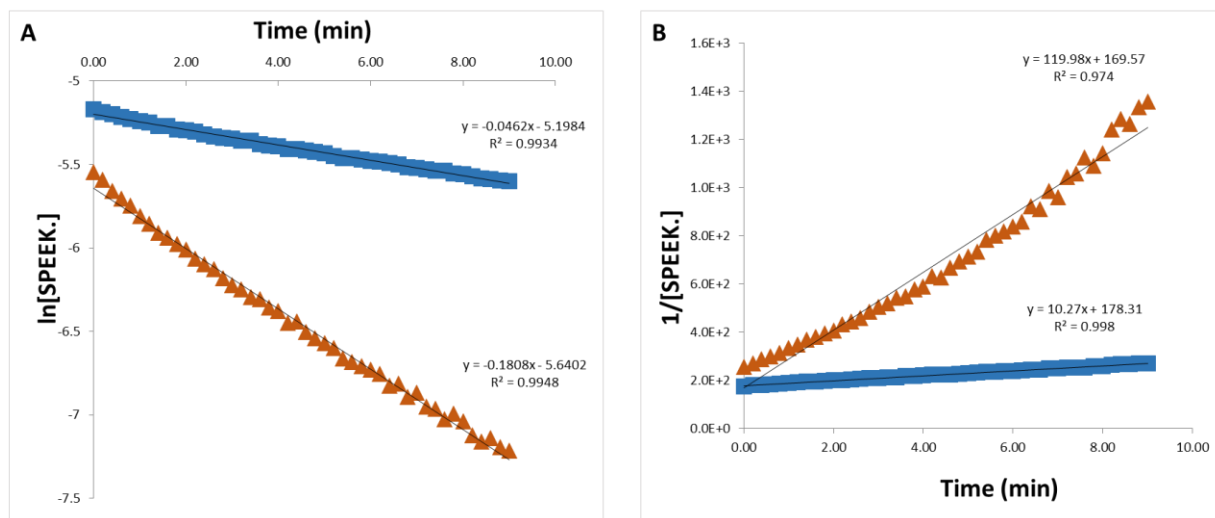 A
Time (min)
0.00 2.00 4.00 6.00 8.00 10.00
-5
-5.5
-6
-6.5
-7
-7.5
ln[SPEEK.]
y = -0.0462x - 5.1984
R² = 0.9934
y = -0.1808x - 5.6402
R² = 0.9948
B
1.6E+3
1.4E+3
1.2E+3
1.0E+3
8.0E+2
6.0E+2
4.0E+2
2.0E+2
0.0E+0
1/[SPEEK.]
y = 119.98x + 169.57
R² = 0.974
y = 10.27x + 178.31
R² = 0.998
0.00 2.00 4.00 6.00 8.00 10.00
Time (min)